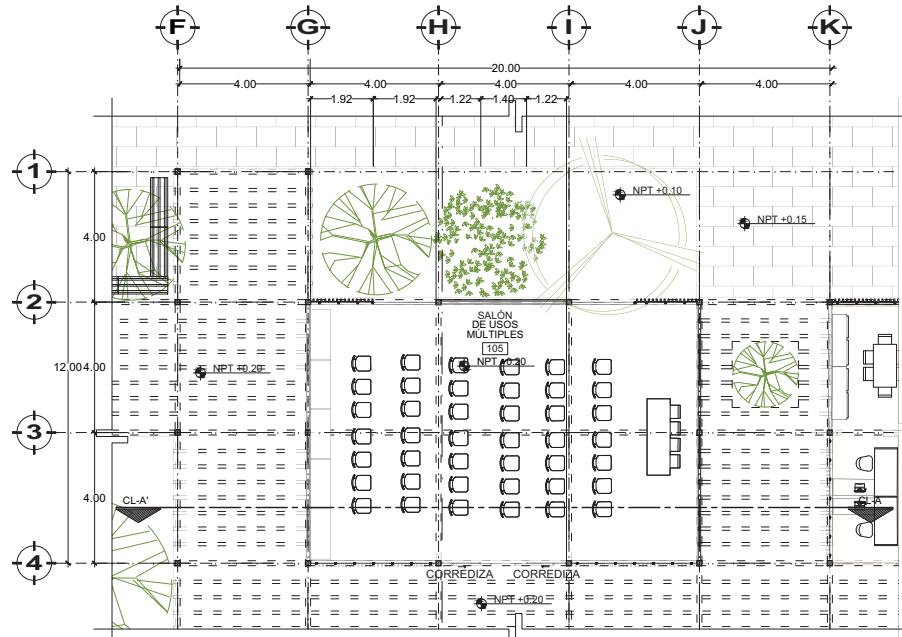 F G H I J K
20.00
4.00 4.00 4.00 4.00 4.00
1.92 1.92 1.22 1.40 1.22
1
NPT +0.10
NPT +0.15
4.00
2
SALÓN
DE USOS
MÚLTIPLES
105
NPT +0.20
NPT +0.20
12.00
4.00
3
4.00
CL-A'
CL-A
4
CORREDIZA CORREDIZA
NPT +0.20